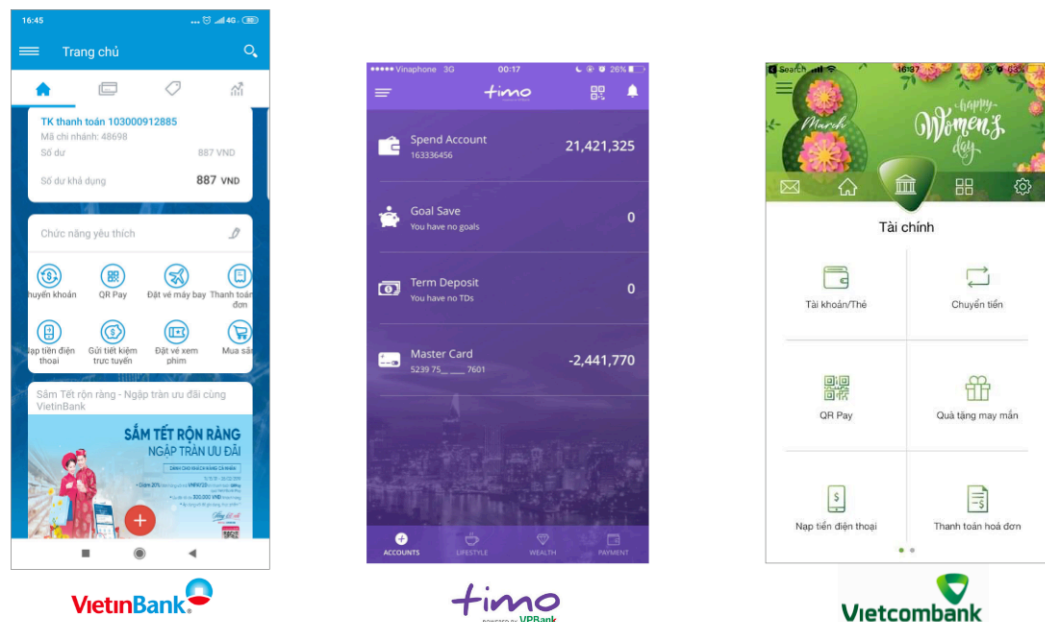 16:45
... 4G
Trang chủ
TK thanh toán 103000912885
Mã chi nhánh: 48698
Số dư 887 VND
Số dư khả dụng 887 VND
Chức năng yêu thích
huyển khoản QR Pay Đặt vé máy bay Thanh toán
đơn
ạp tiền điện Gửi tiết kiệm Đặt vé xem Mua sắ
thoại trực tuyến phim
Sắm Tết rộn ràng - Ngập tràn ưu đãi cùng
VietinBank
SẮM TẾT RỘN RÀNG
NGẬP TRÀN ƯU ĐÃI
VietinBank
Vinaphone 3G 00:17 26%
timo
Spend Account 21,421,325
163336456
Goal Save 0
You have no goals
Term Deposit 0
You have no TDs
Master Card -2,441,770
5239 75__ ____ 7601
ACCOUNTS LIFESTYLE WEALTH PAYMENT
timo
POWERED BY VPBank
Search
8 March
-happy-
Women's
day
Tài chính
Tài khoản/Thẻ Chuyển tiền
QR Pay Quà tặng may mắn
Nạp tiền điện thoại Thanh toán hoá đơn
Vietcombank